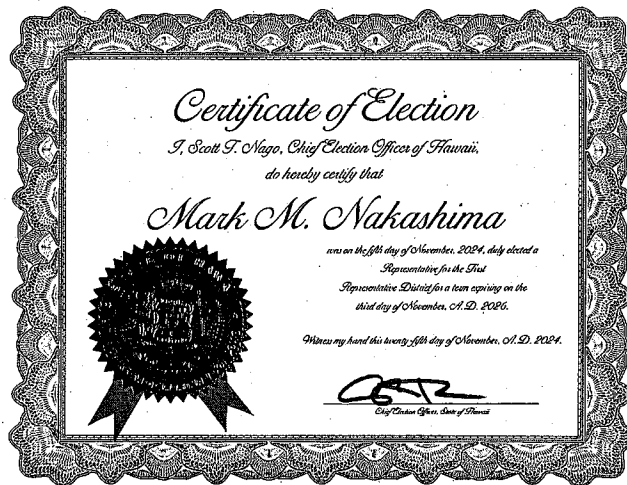 Certificate of Election
I, Scott T. Nago, Chief Election Officer of Hawaii,
do hereby certify that
Mark M. Nakashima
was on the fifth day of November, 2024, duly elected a
Representative for the First
Representative District for a term expiring on the
third day of November, A.D. 2026.
Witness my hand this twenty fifth day of November, A.D. 2024.
Chief Election Officer, State of Hawaii